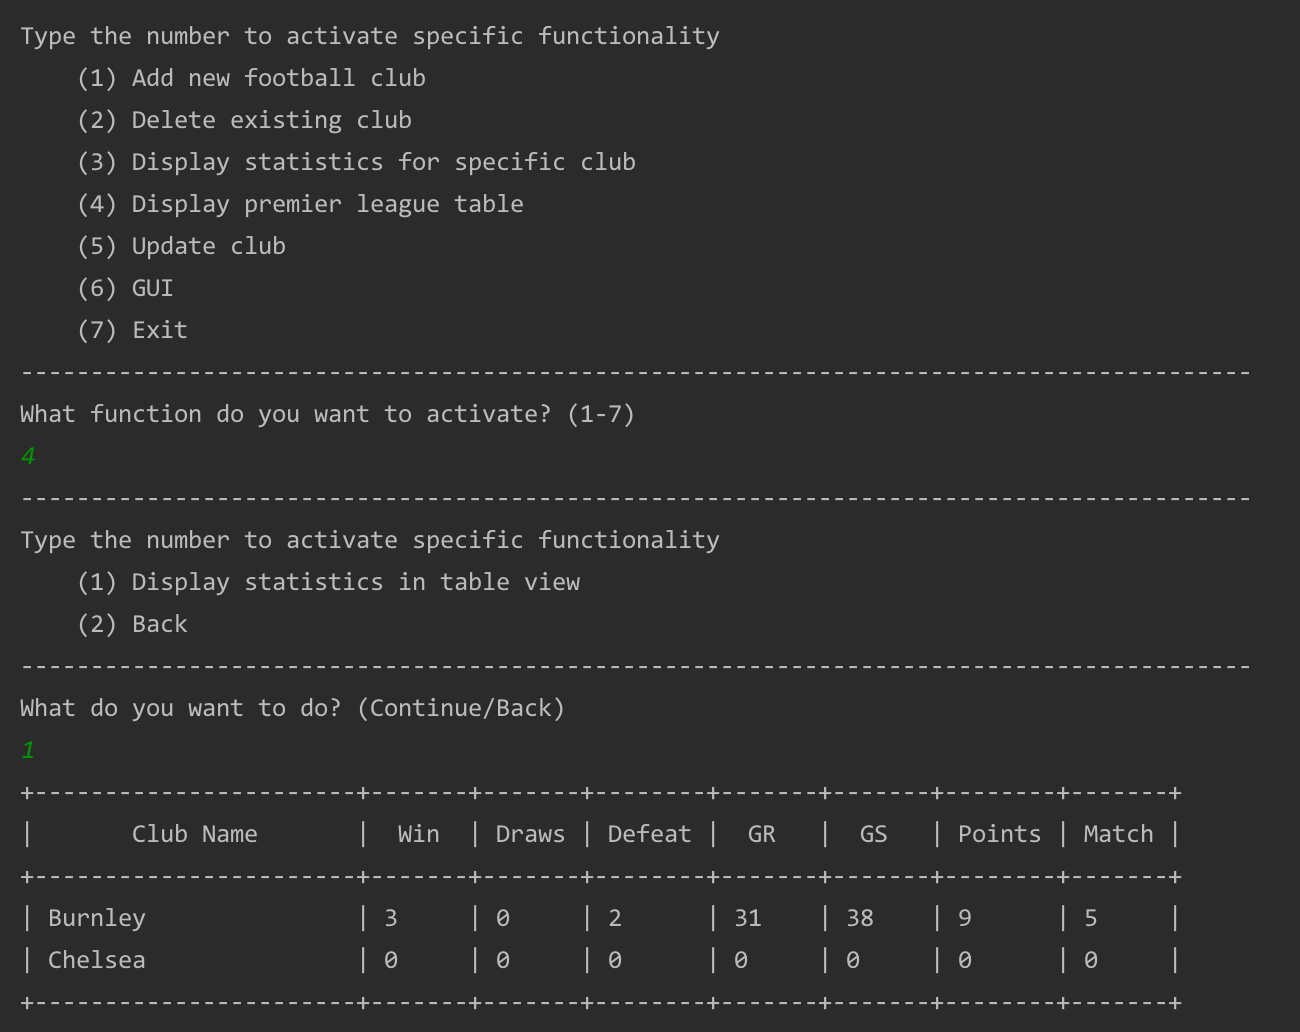 Type the number to activate specific functionality
    (1) Add new football club
    (2) Delete existing club
    (3) Display statistics for specific club
    (4) Display premier league table
    (5) Update club
    (6) GUI
    (7) Exit
----------------------------------------------------------------------------------------
What function do you want to activate? (1-7)
4
----------------------------------------------------------------------------------------
Type the number to activate specific functionality
    (1) Display statistics in table view
    (2) Back
----------------------------------------------------------------------------------------
What do you want to do? (Continue/Back)
1
+-----------------------+-------+-------+--------+-------+-------+--------+-------+
|       Club Name       |  Win  | Draws | Defeat |  GR   |  GS   | Points | Match |
+-----------------------+-------+-------+--------+-------+-------+--------+-------+
| Burnley               | 3     | 0     | 2      | 31    | 38    | 9      | 5     |
| Chelsea               | 0     | 0     | 0      | 0     | 0     | 0      | 0     |
+-----------------------+-------+-------+--------+-------+-------+--------+-------+